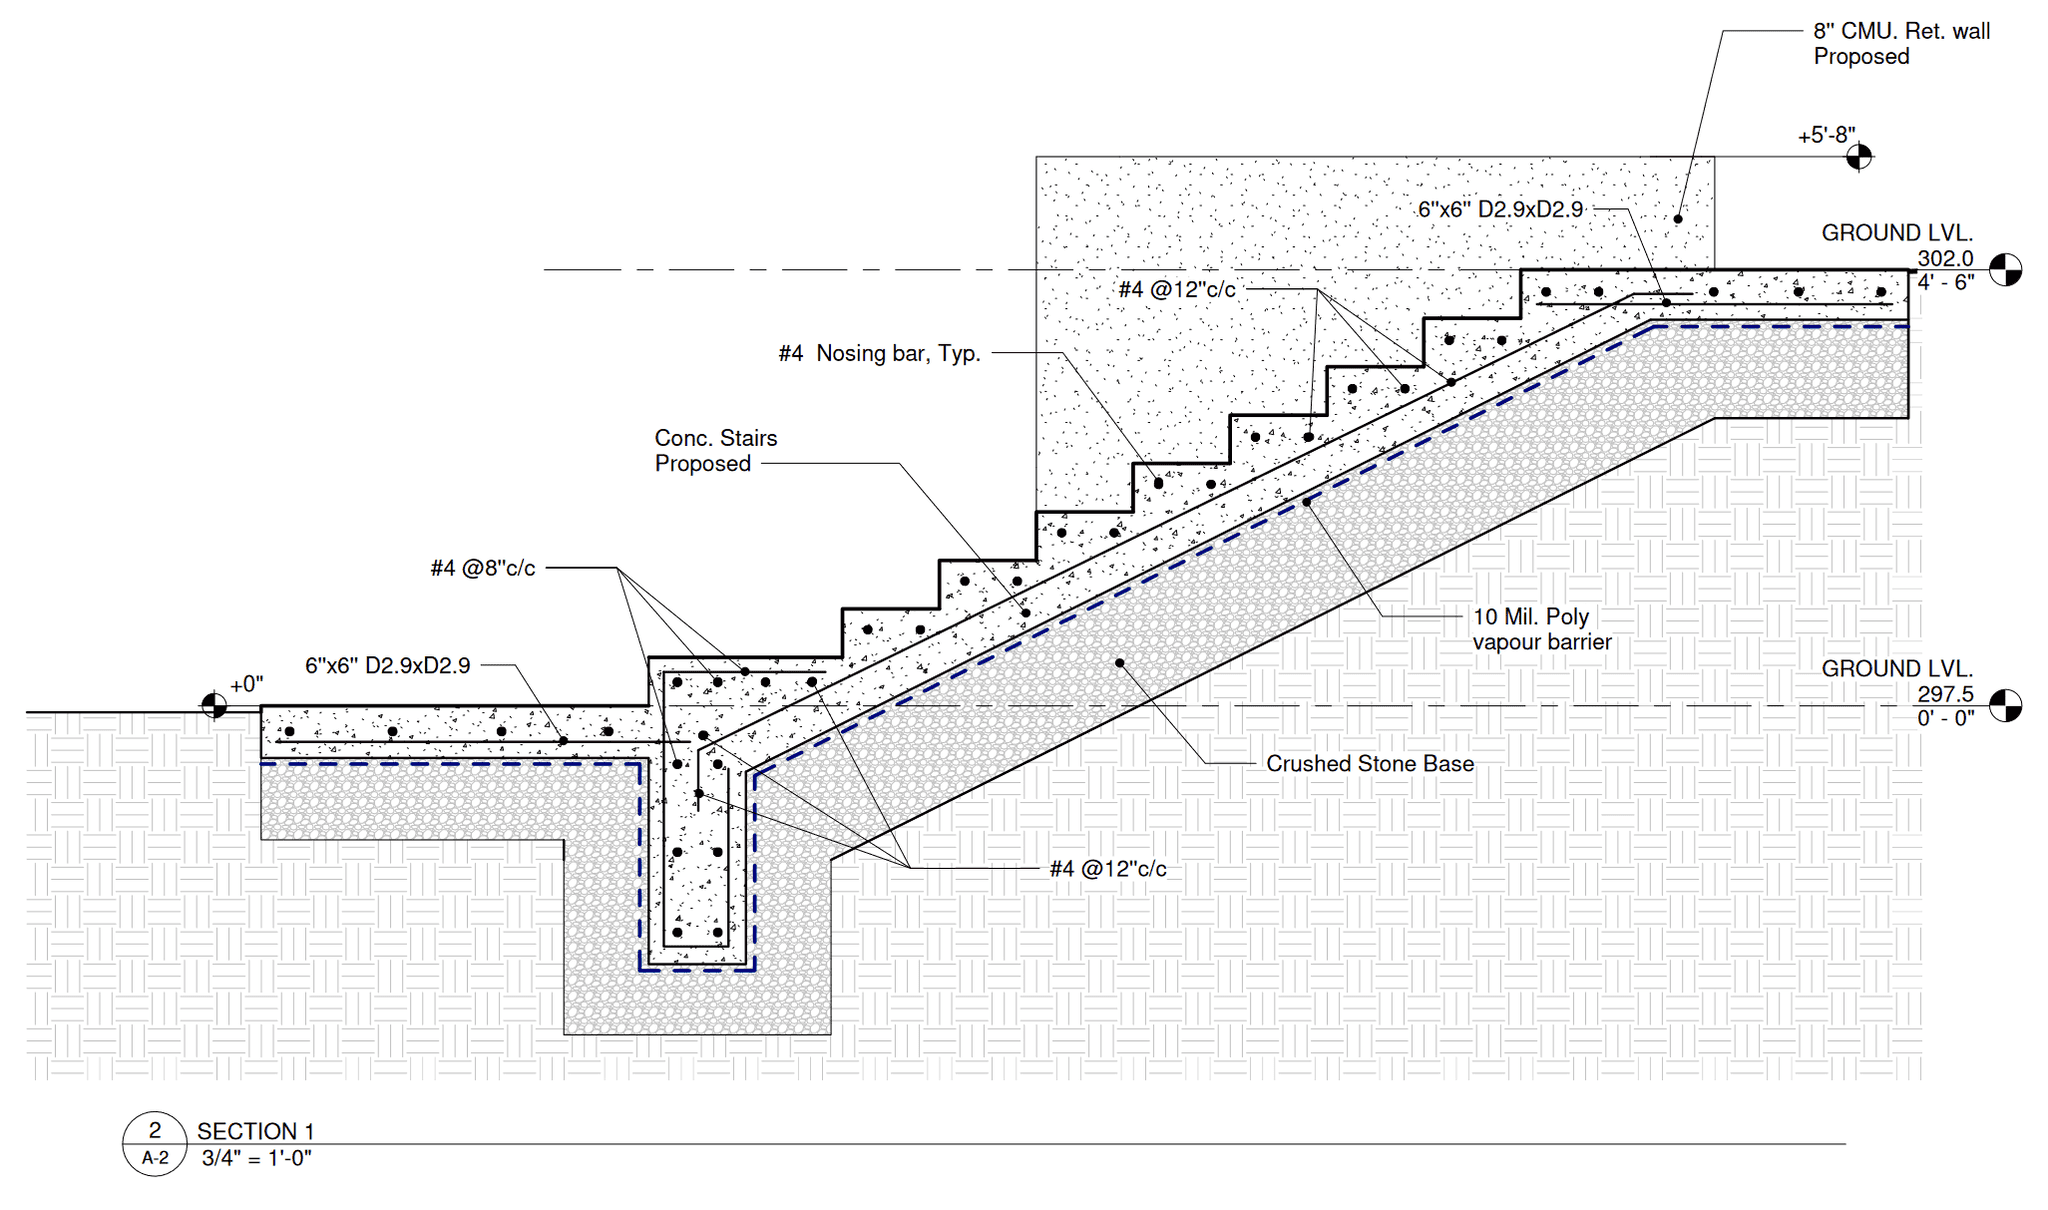 8" CMU. Ret. wall
Proposed
+5'-8"
6"x6" D2.9xD2.9
GROUND LVL.
302.0
4' - 6"
#4 @12"c/c
#4 Nosing bar, Typ.
Conc. Stairs
Proposed
#4 @8"c/c
10 Mil. Poly
vapour barrier
6"x6" D2.9xD2.9
+0"
GROUND LVL.
297.5
0' - 0"
Crushed Stone Base
#4 @12"c/c
2
A-2
SECTION 1
3/4" = 1'-0"